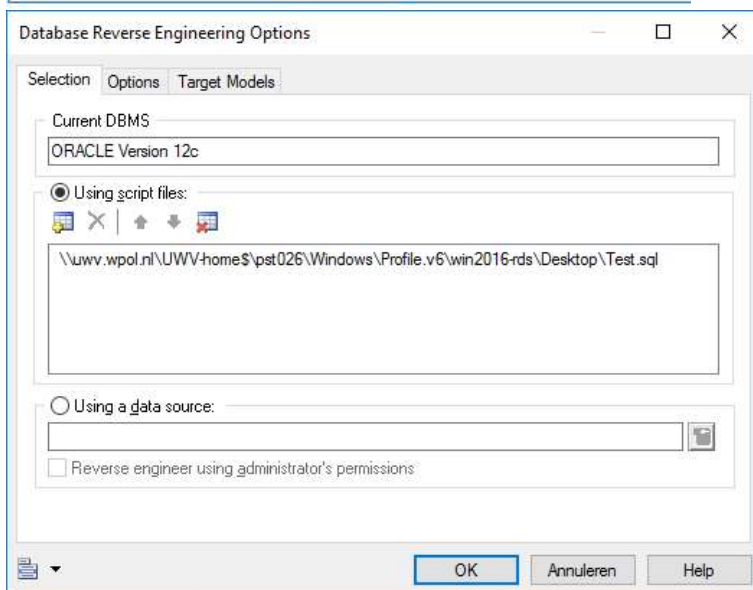 Database Reverse Engineering Options
Selection Options Target Models
Current DBMS
ORACLE Version 12c
Using script files:
\\uwv.wpol.nl\UWV-home$\pst026\Windows\Profile.v6\win2016-rds\Desktop\Test.sql
Using a data source:
Reverse engineer using administrator's permissions
OK Annuleren Help